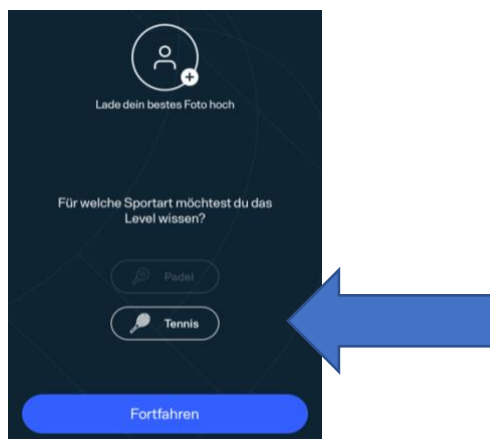 Lade dein bestes Foto hoch
Für welche Sportart möchtest du das
Level wissen?
Padel
Tennis
Fortfahren